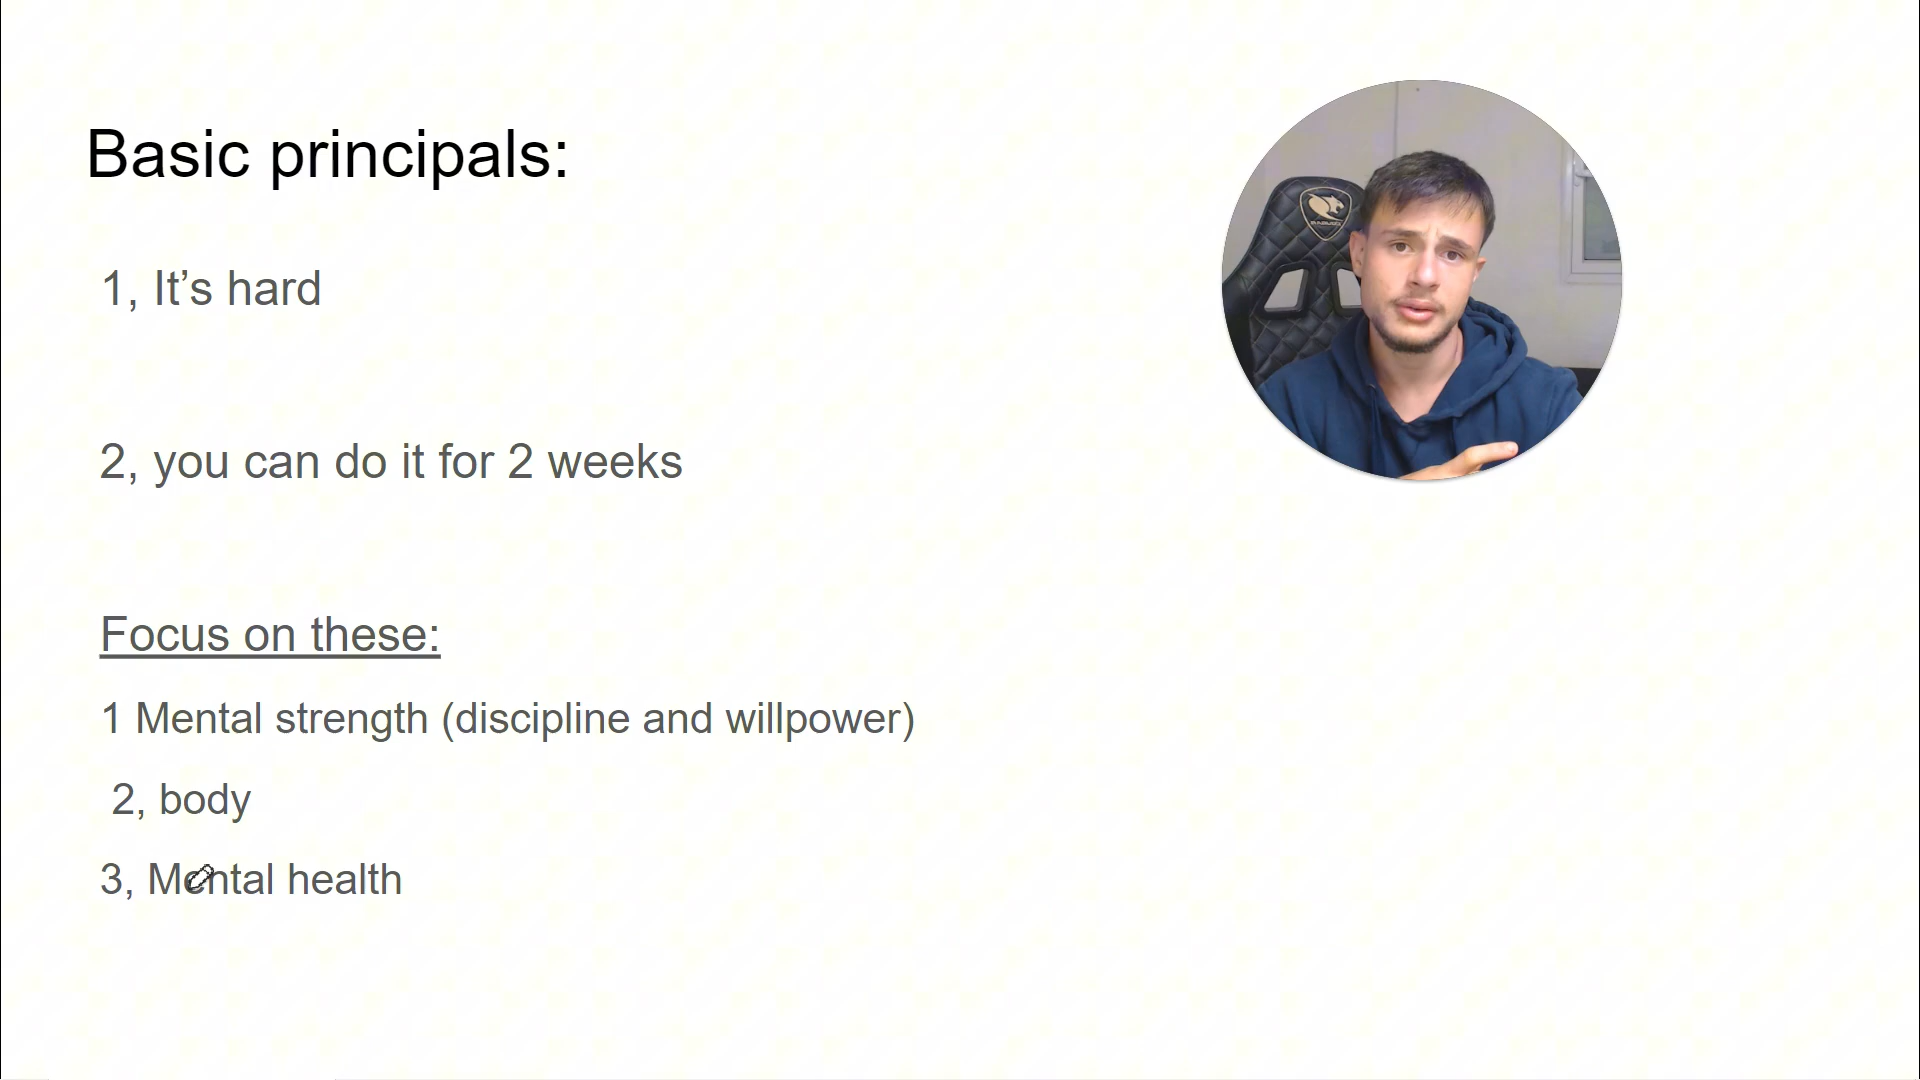 Basic principals:
1, It’s hard
2, you can do it for 2 weeks
Focus on these:
1 Mental strength (discipline and willpower)
2, body
3, Mental health